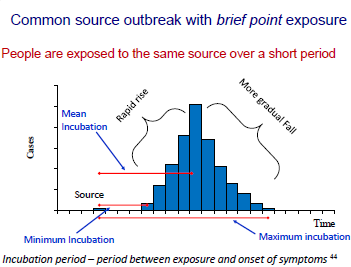 Common source outbreak with brief point exposure
People are exposed to the same source over a short period
Rapid rise
More gradual Fall
Mean
Incubation
Cases
Source
Time
Minimum Incubation
Maximum incubation
Incubation period – period between exposure and onset of symptoms 44